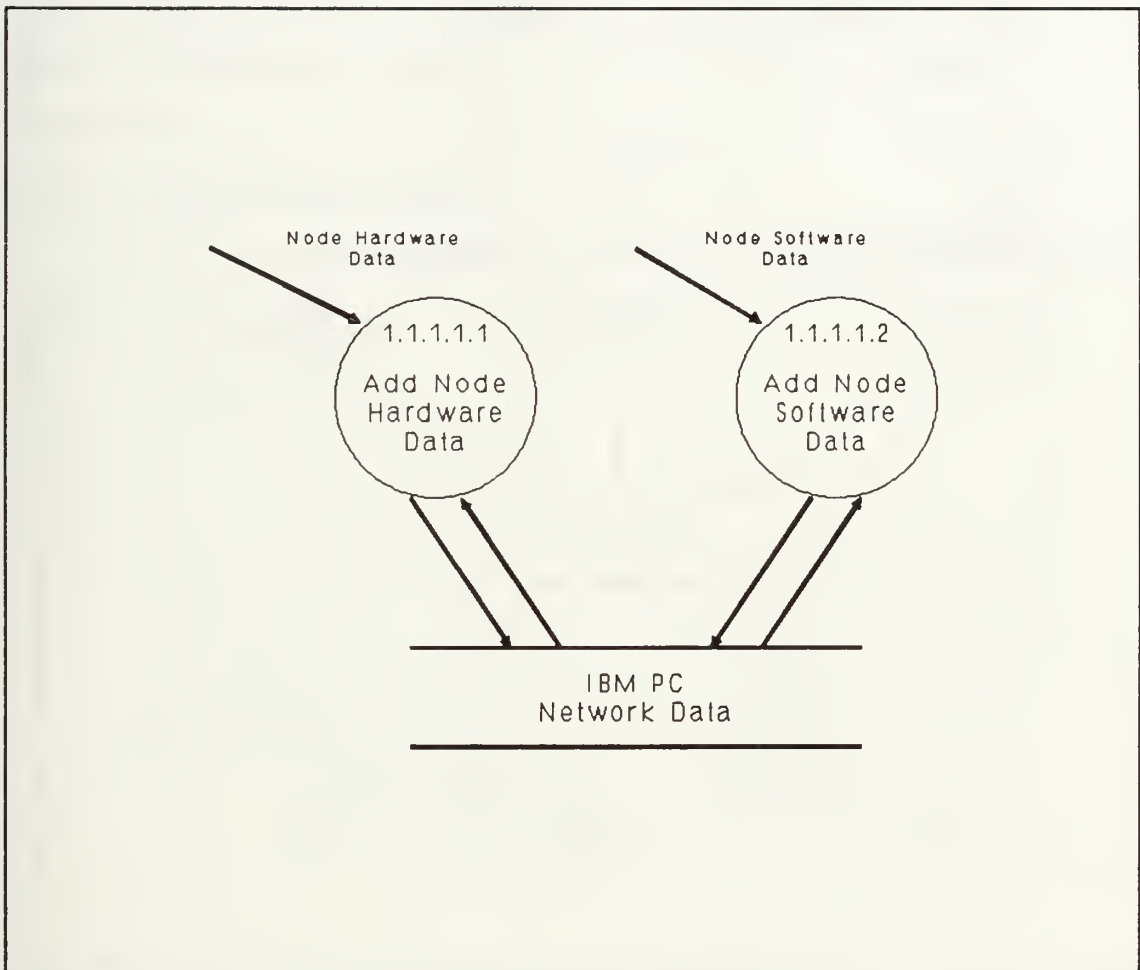 Node Hardware
Data
Node Software
Data
1.1.1.1.1
Add Node
Hardware
Data
1.1.1.1.2
Add Node
Software
Data
IBM PC
Network Data